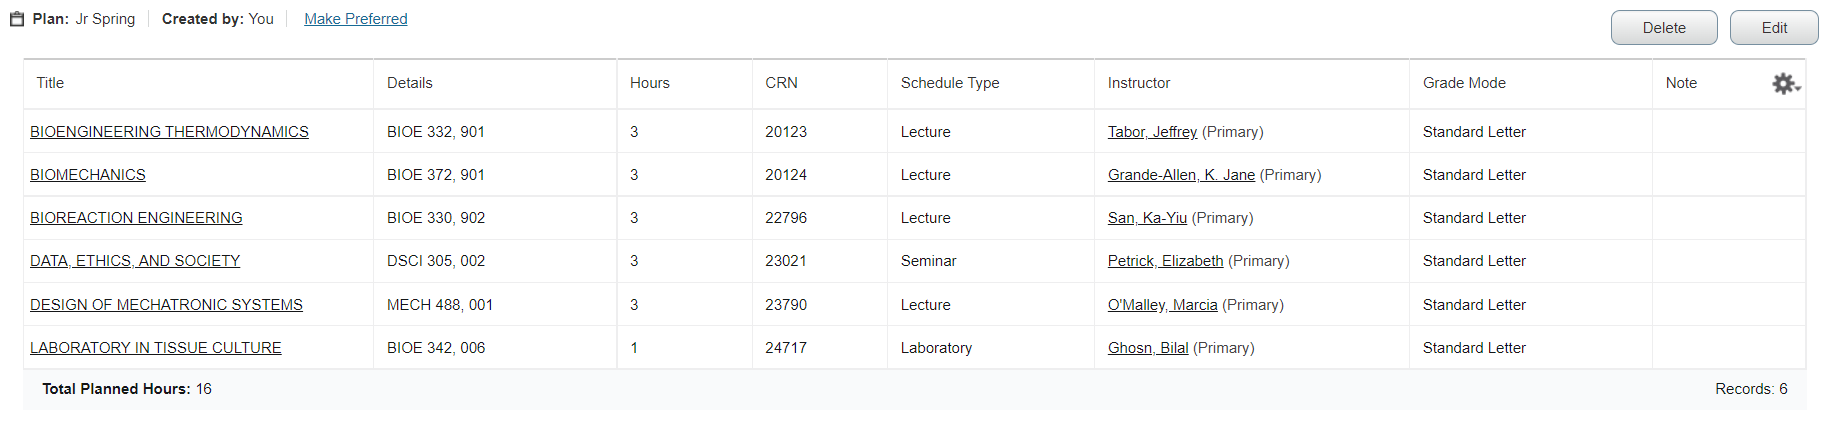 Plan: Jr Spring Created by: You Make Preferred Delete Edit
Title Details Hours CRN Schedule Type Instructor Grade Mode Note
BIOENGINEERING THERMODYNAMICS BIOE 332, 901 3 20123 Lecture Tabor, Jeffrey (Primary) Standard Letter
BIOMECHANICS BIOE 372, 901 3 20124 Lecture Grande-Allen, K. Jane (Primary) Standard Letter
BIOREACTION ENGINEERING BIOE 330, 902 3 22796 Lecture San, Ka-Yiu (Primary) Standard Letter
DATA, ETHICS, AND SOCIETY DSCI 305, 002 3 23021 Seminar Petrick, Elizabeth (Primary) Standard Letter
DESIGN OF MECHATRONIC SYSTEMS MECH 488, 001 3 23790 Lecture O'Malley, Marcia (Primary) Standard Letter
LABORATORY IN TISSUE CULTURE BIOE 342, 006 1 24717 Laboratory Ghosn, Bilal (Primary) Standard Letter
Total Planned Hours: 16 Records: 6